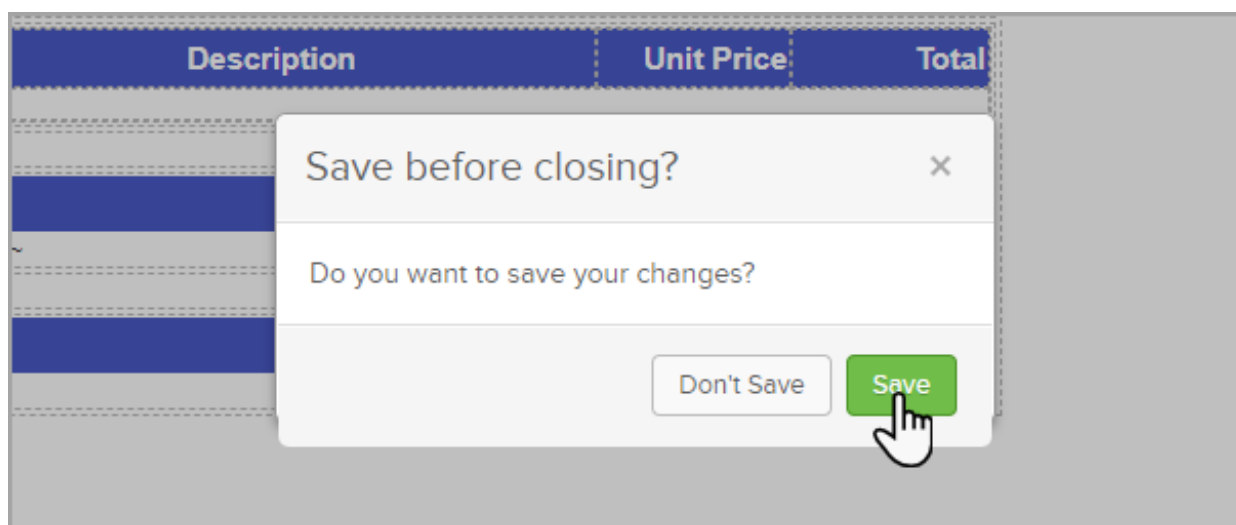 Description Unit Price Total
Save before closing? ×
~
Do you want to save your changes?
Don't Save Save